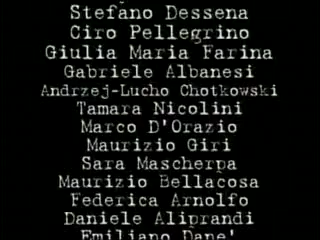 Stefano Dessena
Ciro Pellegrino
Giulia Maria Farina
Gabriele Albanesi
Andrzej-Lucho Chotkowski
Tamara Nicolini
Marco D'Orazio
Maurizio Giri
Sara Mascherpa
Maurizio Bellacosa
Federica Arnolfo
Daniele Aliprandi
Emiliano Dane'